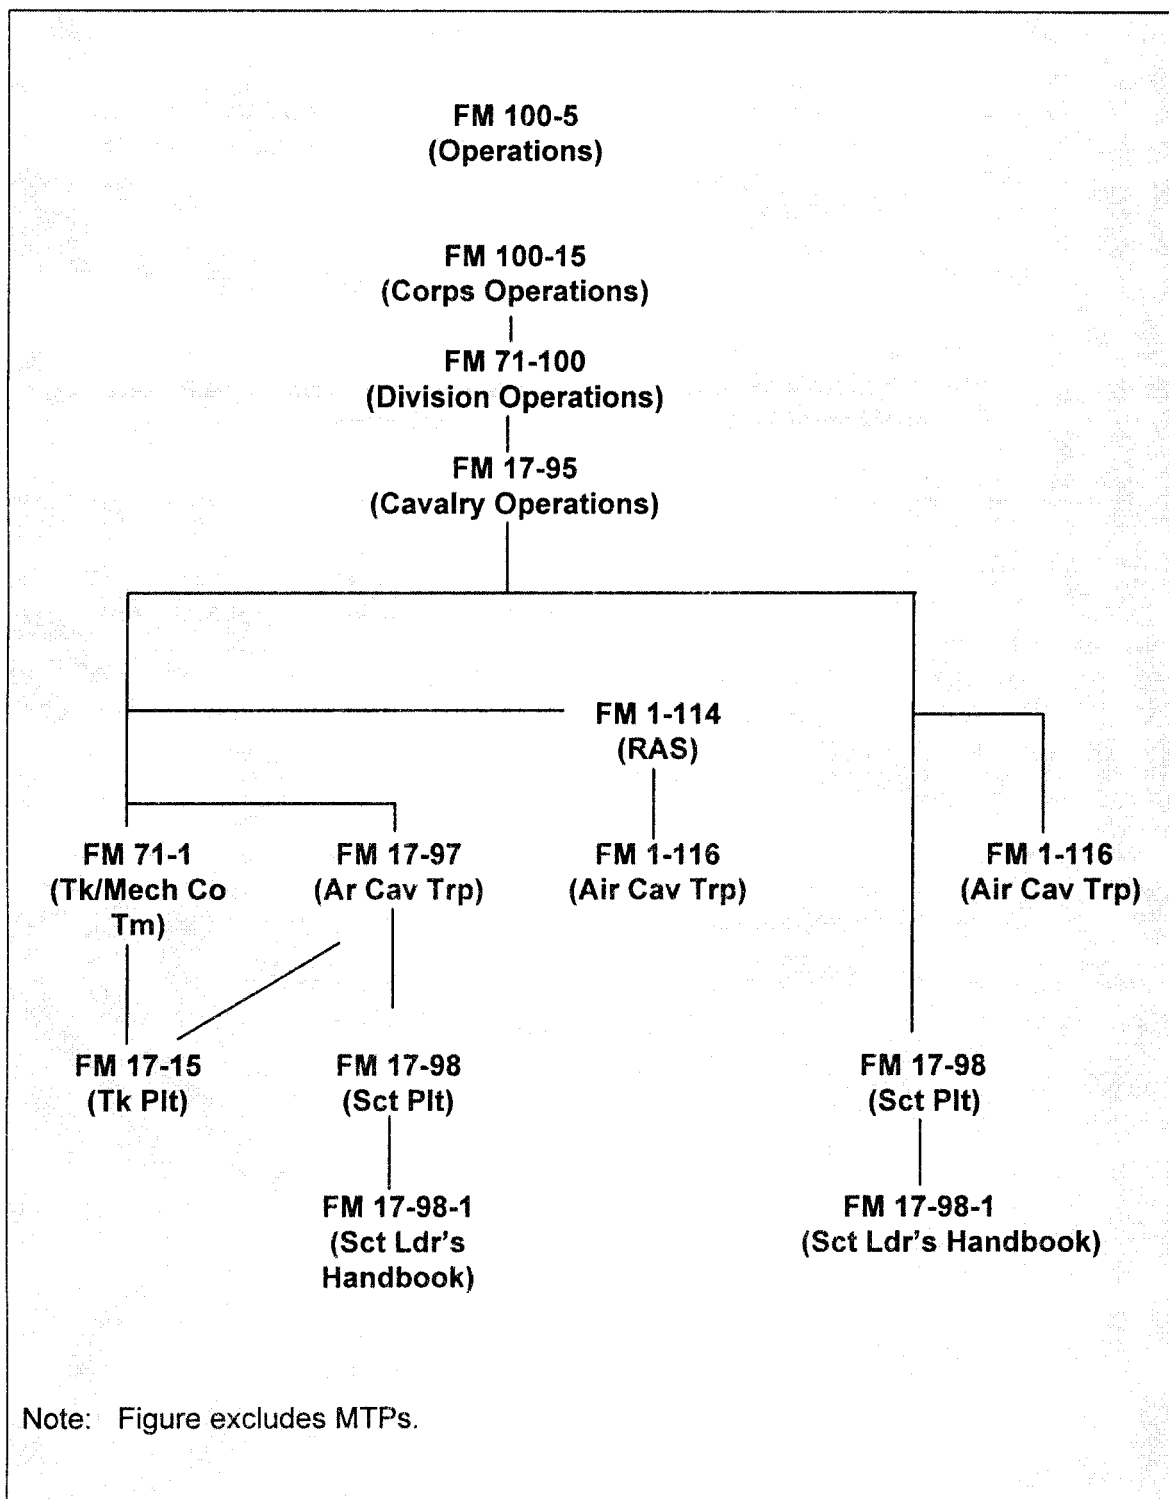 FM 100-5
(Operations)
FM 100-15
(Corps Operations)
FM 71-100
(Division Operations)
FM 17-95
(Cavalry Operations)
FM 1-114
(RAS)
FM 71-1
(Tk/Mech Co
Tm)
FM 17-97
(Ar Cav Trp)
FM 1-116
(Air Cav Trp)
FM 1-116
(Air Cav Trp)
FM 17-15
(Tk Plt)
FM 17-98
(Sct Plt)
FM 17-98
(Sct Plt)
FM 17-98-1
(Sct Ldr's
Handbook)
FM 17-98-1
(Sct Ldr's Handbook)
Note: Figure excludes MTPs.